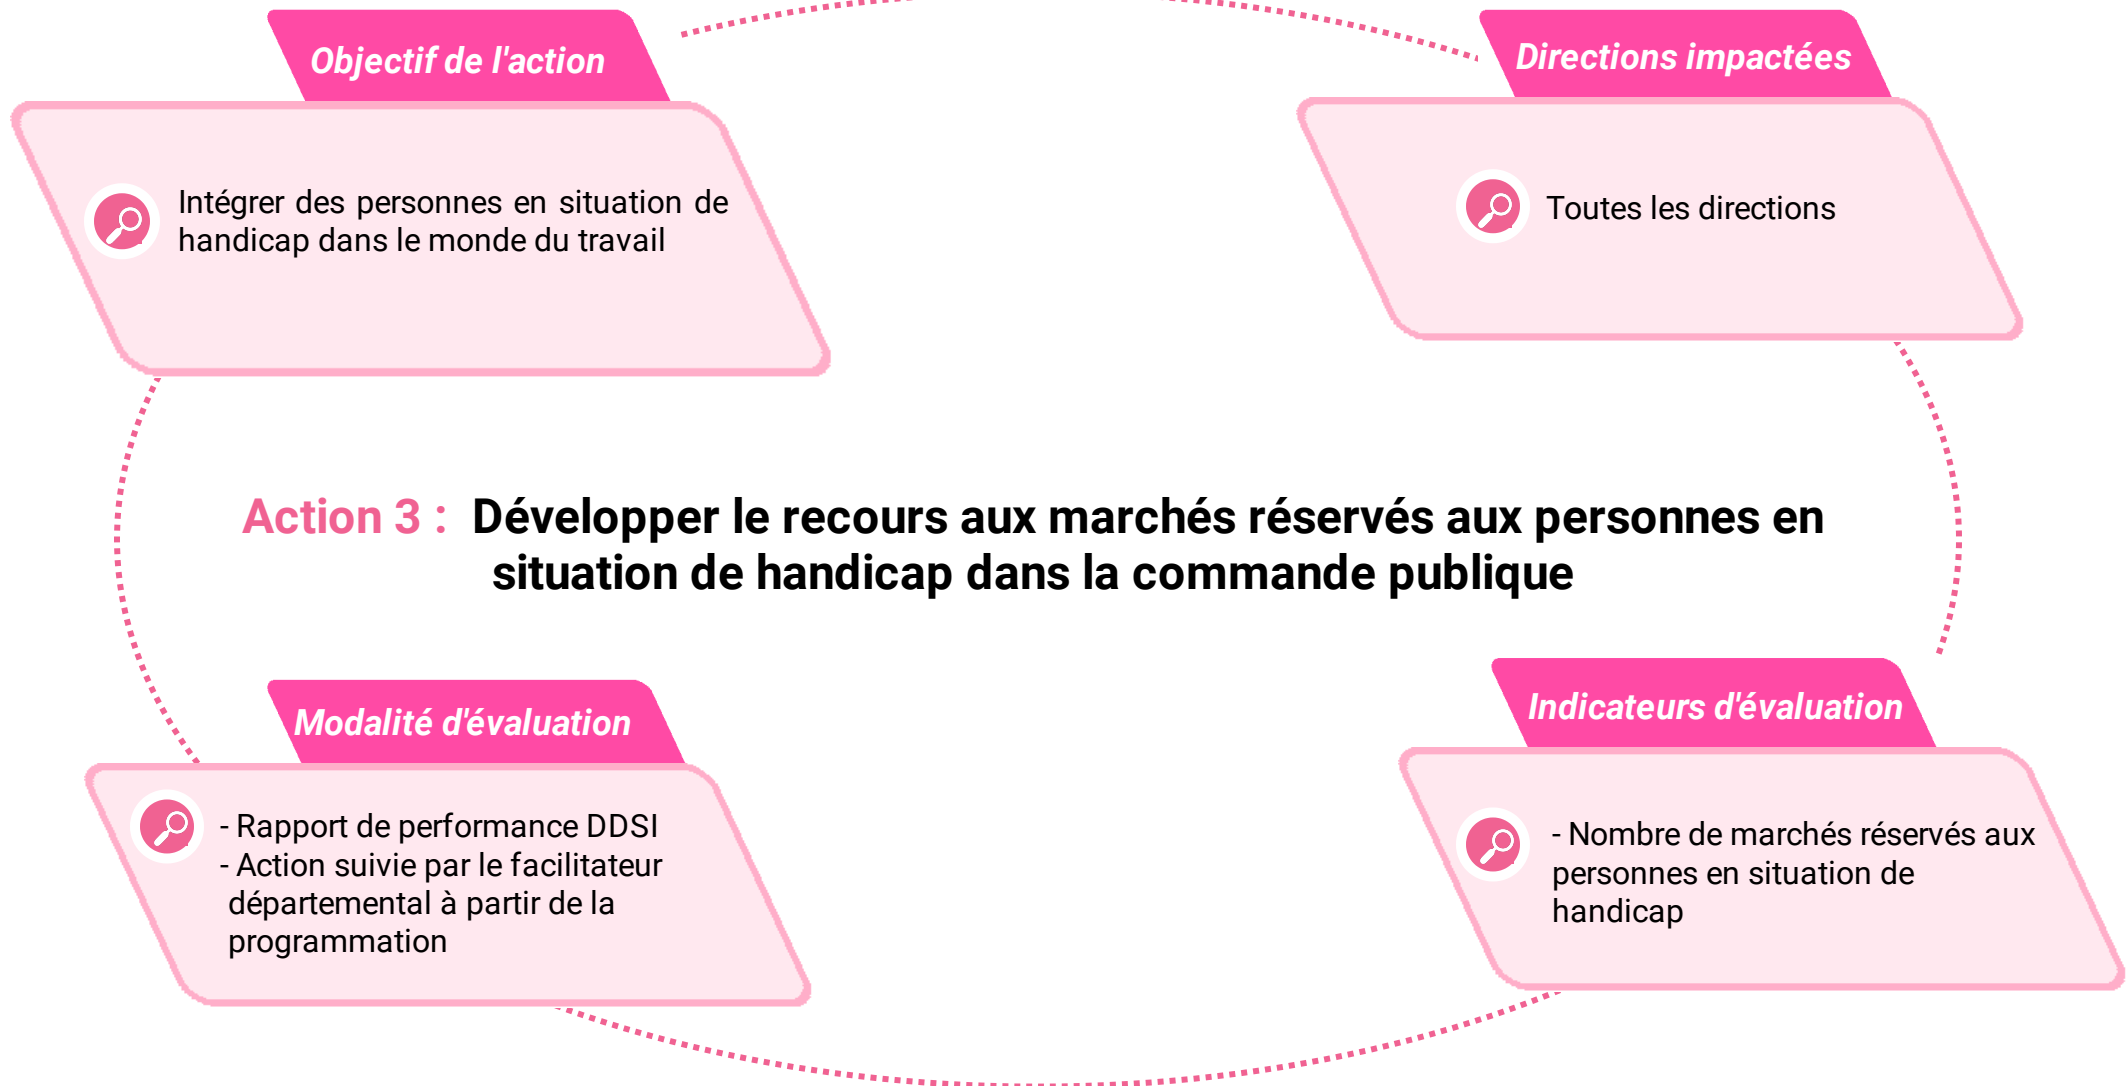 Objectif de l'action
Intégrer des personnes en situation de
handicap dans le monde du travail
Directions impactées
Toutes les directions
Action 3 : Développer le recours aux marchés réservés aux personnes en
situation de handicap dans la commande publique
Modalité d'évaluation
- Rapport de performance DDSI
- Action suivie par le facilitateur
départemental à partir de la
programmation
Indicateurs d'évaluation
- Nombre de marchés réservés aux
personnes en situation de
handicap